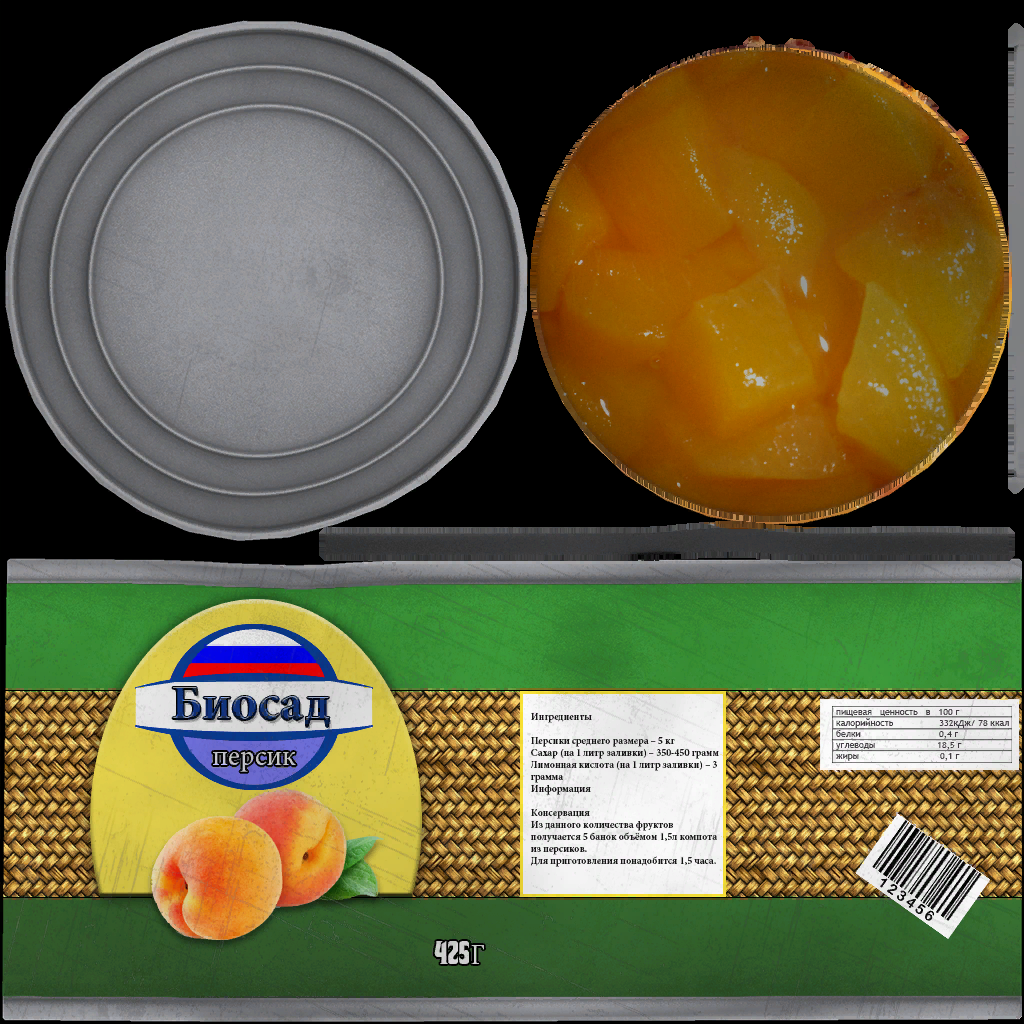 Биосад
персик
Ингредиенты
Персики среднего размера – 5 кг
Сахар (на 1 литр заливки) – 350-450 грамм
Лимонная кислота (на 1 литр заливки) – 3
грамма
Информация
Консервация
Из данного количества фруктов
получается 5 банок объёмом 1,5л компота
из персиков.
Для приготовления понадобится 1,5 часа.
пищевая ценность в 100 г
калорийность 332кДж/ 78 ккал
белки 0,4 г
углеводы 18,5 г
жиры 0,1 г
123456
425Г